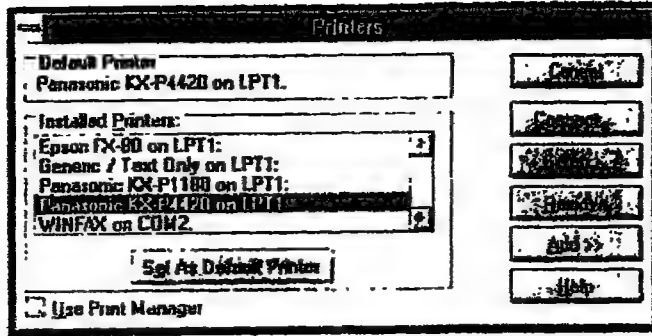 Printers
Default Printer
Panasonic KX-P4420 on LPT1:
Installed Printers:
Epson FX-80 on LPT1:
Generic / Text Only on LPT1:
Panasonic KX-P1180 on LPT1:
Panasonic KX-P4420 on LPT1:
WINFAX on COM2:
Set As Default Printer
Use Print Manager
Cancel
Connect...
Add >>
Help